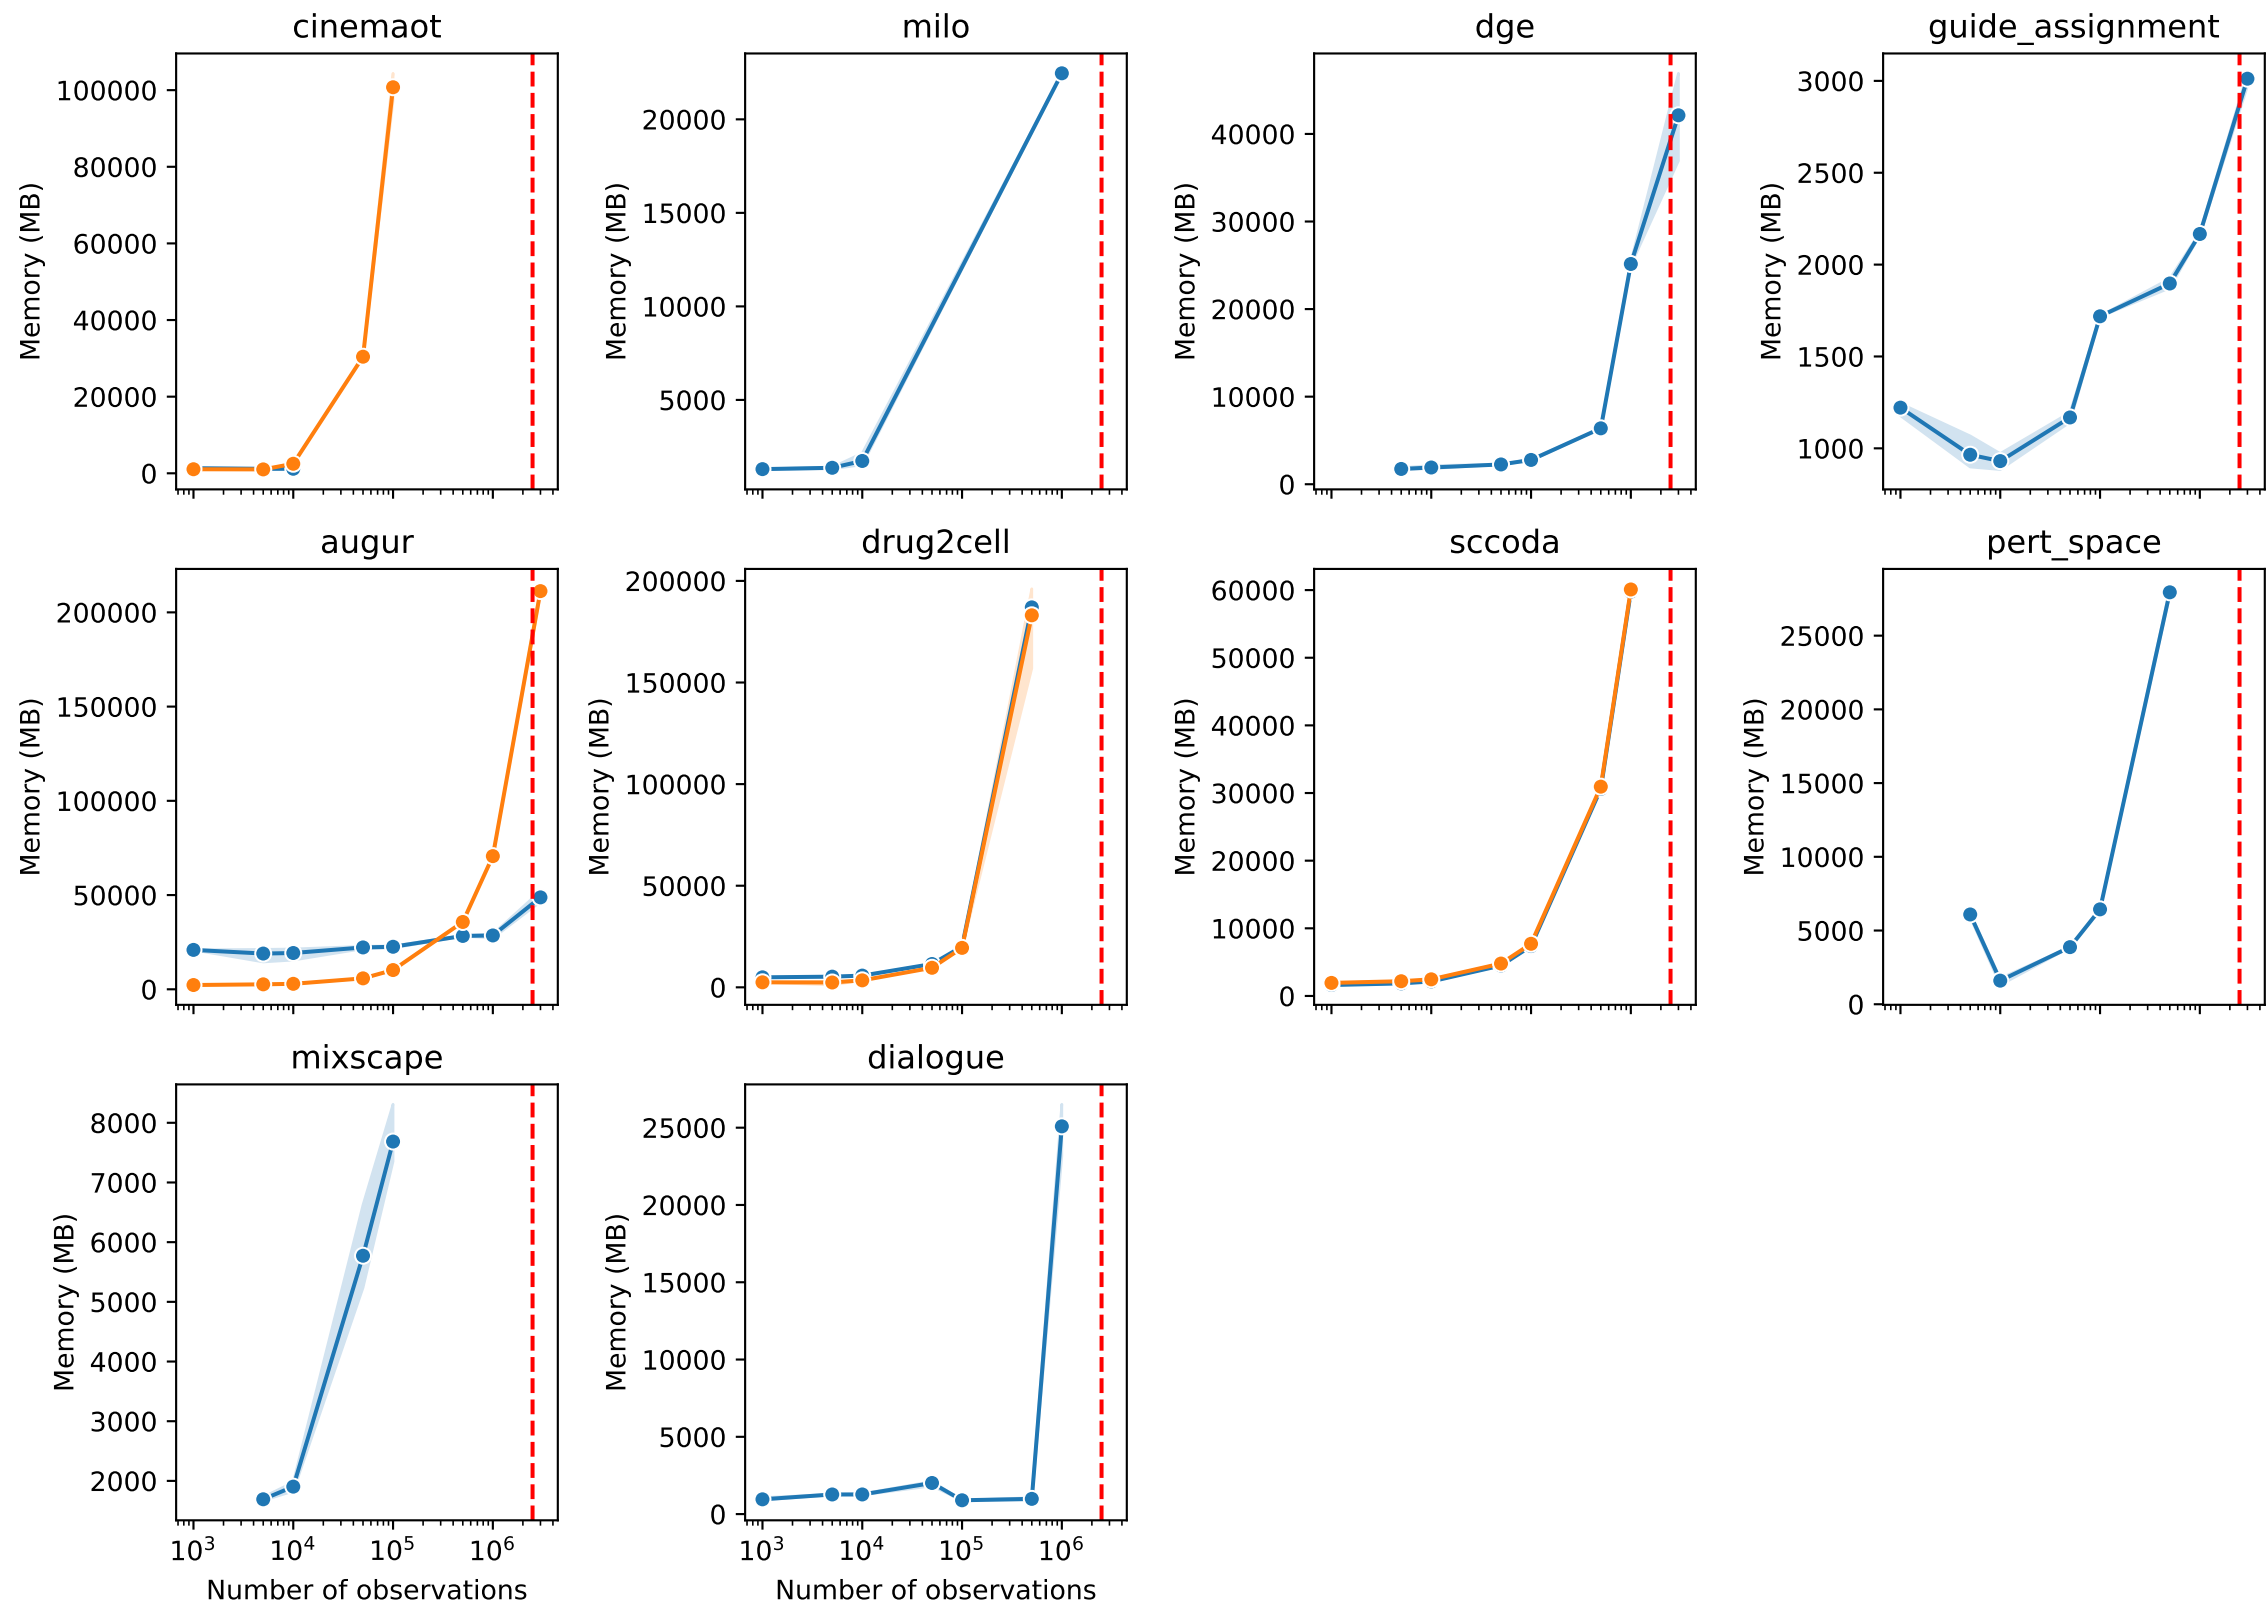 cinemaot
Memory (MB)
100000
80000
60000
40000
20000
0
milo
Memory (MB)
20000
15000
10000
5000
dge
Memory (MB)
40000
30000
20000
10000
0
guide_assignment
Memory (MB)
3000
2500
2000
1500
1000
augur
Memory (MB)
200000
150000
100000
50000
0
drug2cell
Memory (MB)
200000
150000
100000
50000
0
sccoda
Memory (MB)
60000
50000
40000
30000
20000
10000
0
pert_space
Memory (MB)
25000
20000
15000
10000
5000
0
mixscape
Memory (MB)
8000
7000
6000
5000
4000
3000
2000
10³ 10⁴ 10⁵ 10⁶
Number of observations
dialogue
Memory (MB)
25000
20000
15000
10000
5000
0
10³ 10⁴ 10⁵ 10⁶
Number of observations